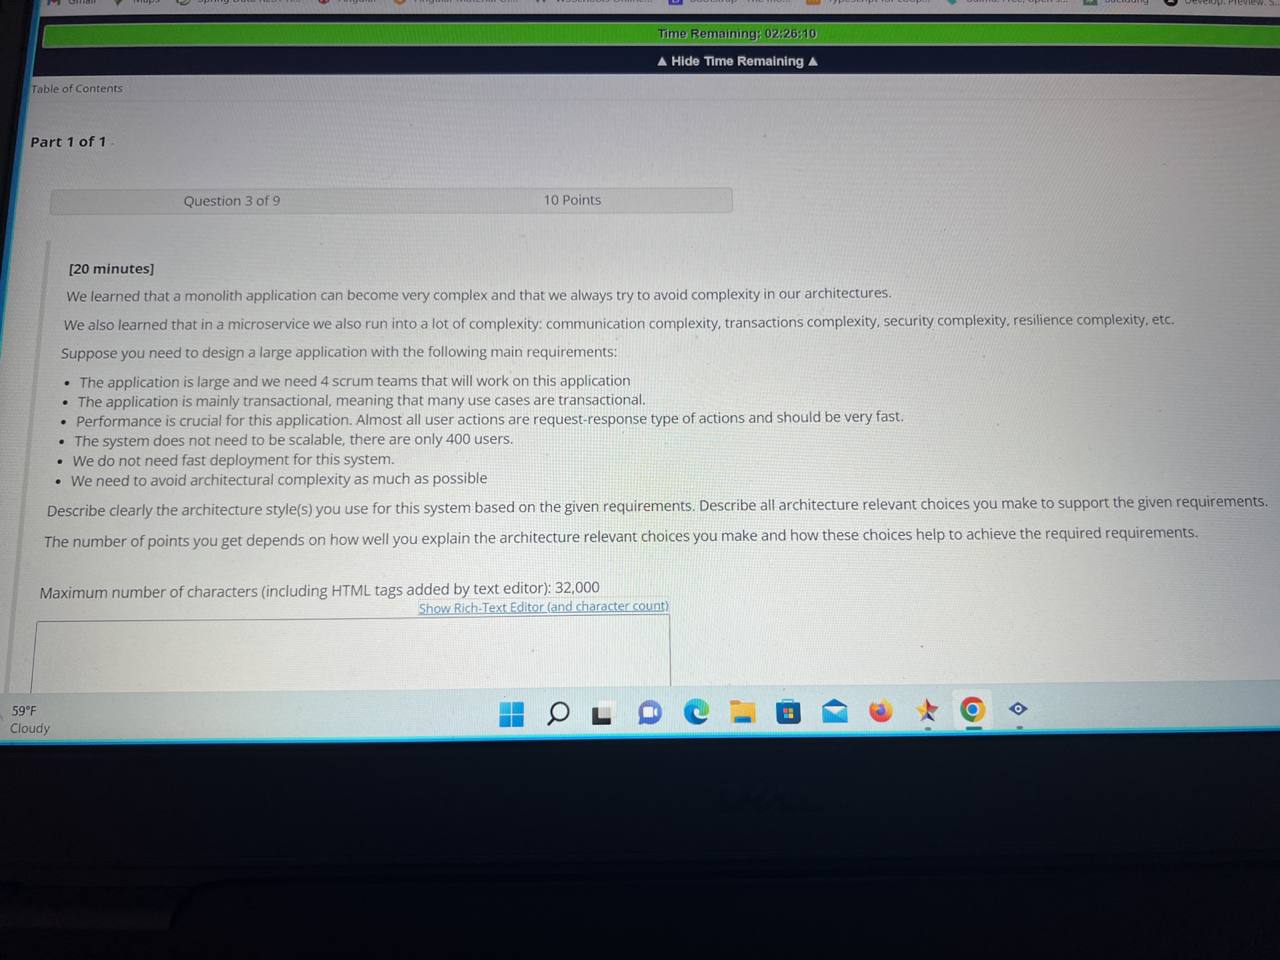 Gmail
Maps
Time Remaining: 02:26:10
▲ Hide Time Remaining ▲
Table of Contents
Part 1 of 1
Question 3 of 9
10 Points
[20 minutes]
We learned that a monolith application can become very complex and that we always try to avoid complexity in our architectures.
We also learned that in a microservice we also run into a lot of complexity: communication complexity, transactions complexity, security complexity, resilience complexity, etc.
Suppose you need to design a large application with the following main requirements:
• The application is large and we need 4 scrum teams that will work on this application
• The application is mainly transactional, meaning that many use cases are transactional.
• Performance is crucial for this application. Almost all user actions are request-response type of actions and should be very fast.
• The system does not need to be scalable, there are only 400 users.
• We do not need fast deployment for this system.
• We need to avoid architectural complexity as much as possible
Describe clearly the architecture style(s) you use for this system based on the given requirements. Describe all architecture relevant choices you make to support the given requirements.
The number of points you get depends on how well you explain the architecture relevant choices you make and how these choices help to achieve the required requirements.
Maximum number of characters (including HTML tags added by text editor): 32,000
Show Rich-Text Editor (and character count)
59°F
Cloudy